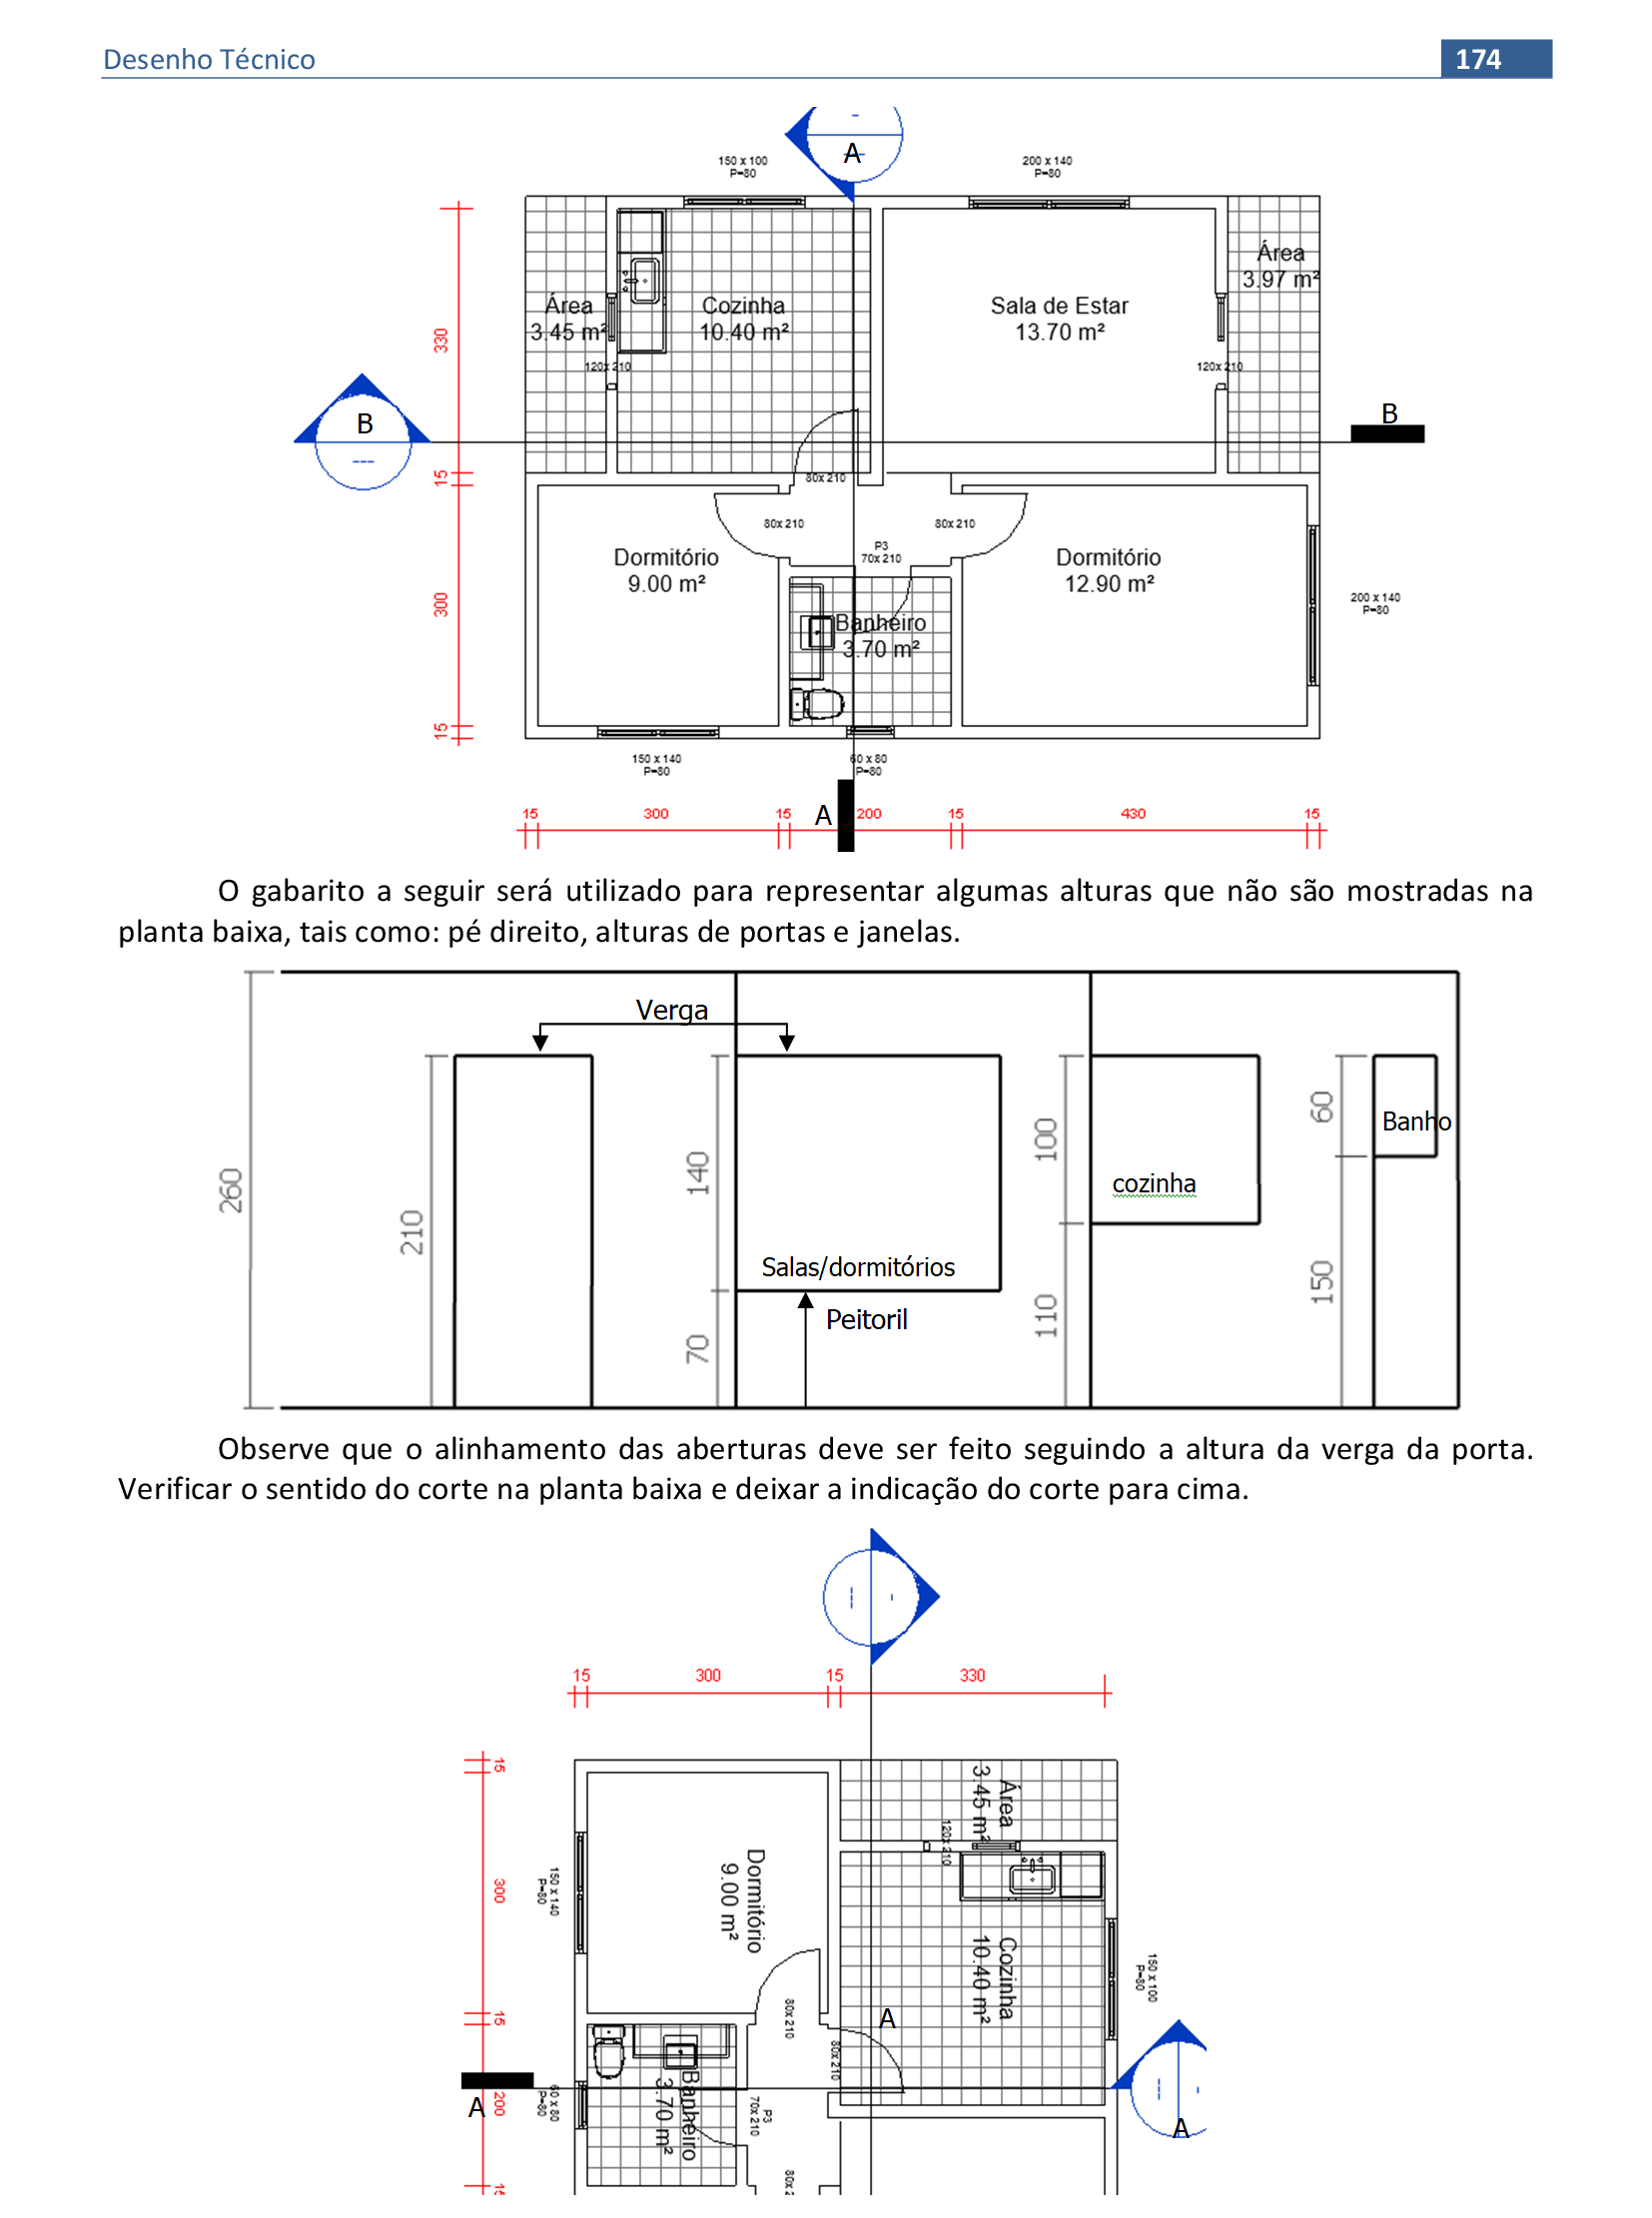 Desenho Técnico
174
A
150 x 100
P=80
200 x 140
P=80
Área
3.97 m²
Área
3.45 m²
Cozinha
10.40 m²
Sala de Estar
13.70 m²
330
120x 210
120x 210
B
B
15
80x 210
80x 210
80x 210
P3
70x 210
Dormitório
9.00 m²
Dormitório
12.90 m²
300
200 x 140
P=80
Banheiro
3.70 m²
15
150 x 140
P=80
60 x 80
P=80
15
300
15
A
200
15
430
15
O gabarito a seguir será utilizado para representar algumas alturas que não são mostradas na
planta baixa, tais como: pé direito, alturas de portas e janelas.
Verga
260
210
140
70
Salas/dormitórios
Peitoril
100
110
cozinha
60
150
Banho
Observe que o alinhamento das aberturas deve ser feito seguindo a altura da verga da porta.
Verificar o sentido do corte na planta baixa e deixar a indicação do corte para cima.
15
300
15
330
15
Área
3.45 m²
120x 210
Dormitório
9.00 m²
150 x 140
P=80
300
Cozinha
10.40 m²
150 x 100
P=80
15
80x 210
A
80x 210
Banheiro
3.70 m²
A
200
60 x 80
P=80
P3
70x 210
A
15